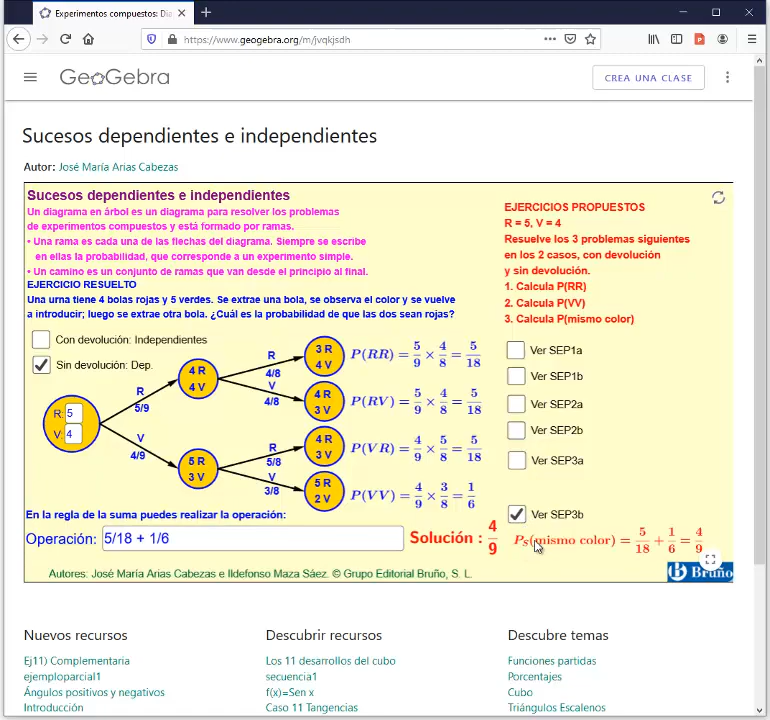 Experimentos compuestos: Dia
https://www.geogebra.org/m/jvqkjsdh
GeoGebra
CREA UNA CLASE
Sucesos dependientes e independientes
Autor: José María Arias Cabezas
Sucesos dependientes e independientes
Un diagrama en árbol es un diagrama para resolver los problemas
de experimentos compuestos y está formado por ramas.
• Una rama es cada una de las flechas del diagrama. Siempre se escribe
en ellas la probabilidad, que corresponde a un experimento simple.
• Un camino es un conjunto de ramas que van desde el principio al final.
EJERCICIO RESUELTO
Una urna tiene 4 bolas rojas y 5 verdes. Se extrae una bola, se observa el color y se vuelve
a introducir; luego se extrae otra bola. ¿Cuál es la probabilidad de que las dos sean rojas?
Con devolución: Independientes
Sin devolución: Dep.
R: 5
V: 4
R
5/9
V
4/9
4 R
4 V
5 R
3 V
R
4/8
V
4/8
R
5/8
V
3/8
3 R
4 V
4 R
3 V
4 R
3 V
5 R
2 V
P(RR) = 5/9 × 4/8 = 5/18
P(RV) = 5/9 × 4/8 = 5/18
P(VR) = 4/9 × 5/8 = 5/18
P(VV) = 4/9 × 3/8 = 1/6
En la regla de la suma puedes realizar la operación:
Operación: 5/18 + 1/6
Solución : 4/9
EJERCICIOS PROPUESTOS
R = 5, V = 4
Resuelve los 3 problemas siguientes
en los 2 casos, con devolución
y sin devolución.
1. Calcula P(RR)
2. Calcula P(VV)
3. Calcula P(mismo color)
Ver SEP1a
Ver SEP1b
Ver SEP2a
Ver SEP2b
Ver SEP3a
Ver SEP3b
PS(mismo color) = 5/18 + 1/6 = 4/9
Autores: José María Arias Cabezas e Ildefonso Maza Sáez. © Grupo Editorial Bruño, S. L.
Bruño
Nuevos recursos
Ej11) Complementaria
ejemploparcial1
Ángulos positivos y negativos
Introducción
Descubrir recursos
Los 11 desarrollos del cubo
secuencia1
f(x)=Sen x
Caso 11 Tangencias
Descubre temas
Funciones partidas
Porcentajes
Cubo
Triángulos Escalenos